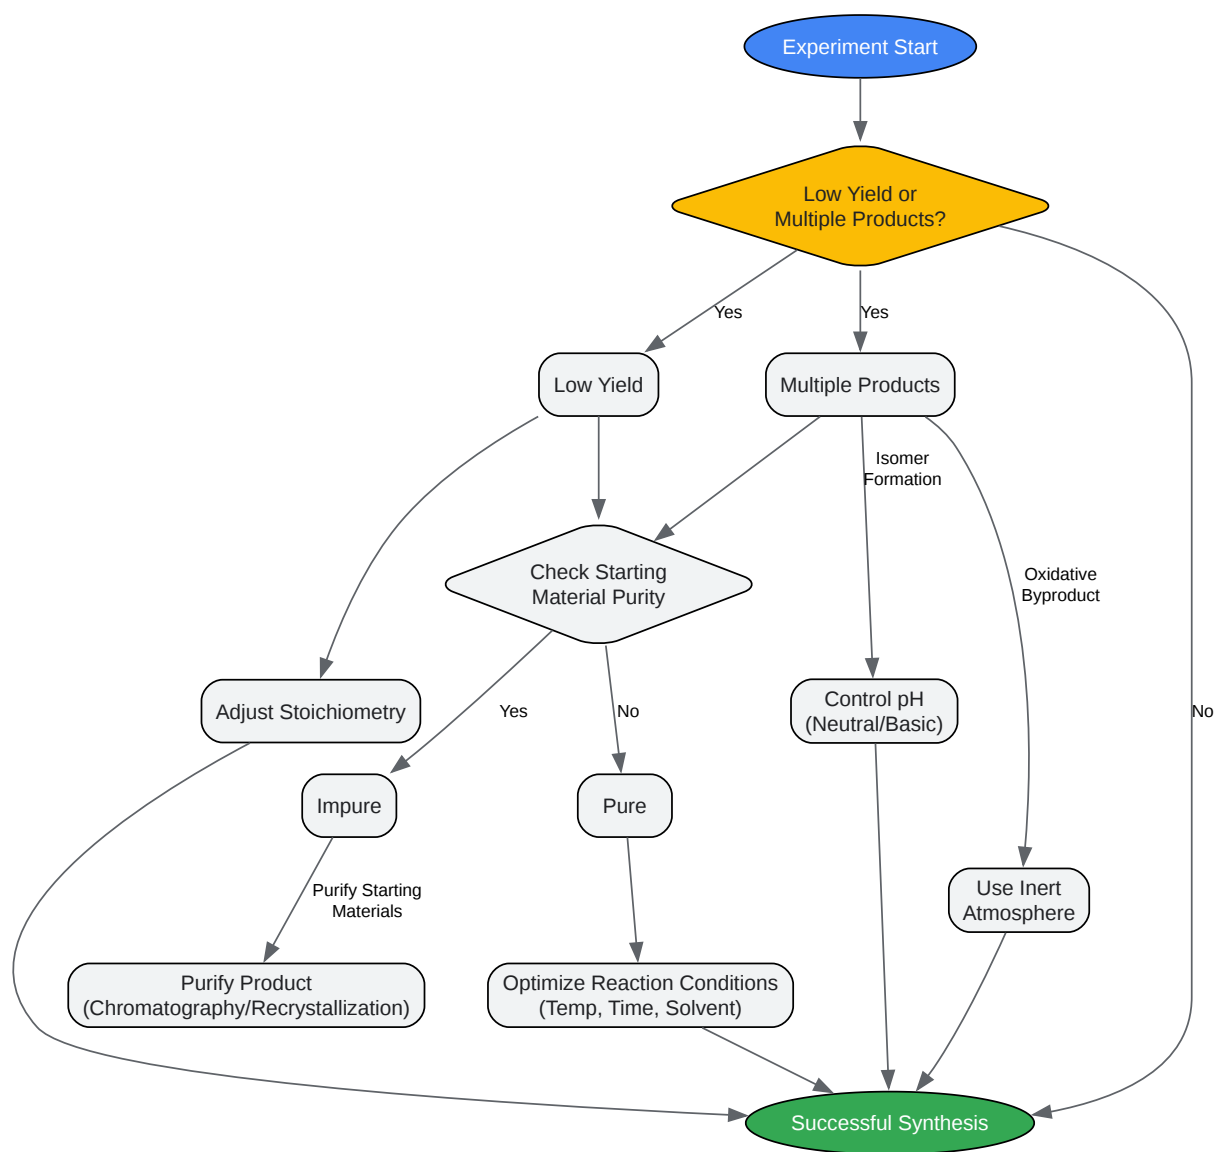 Experiment Start
Low Yield or
Multiple Products?
Yes
Yes
Low Yield
Multiple Products
Isomer
Formation
Check Starting
Material Purity
Oxidative
Byproduct
Adjust Stoichiometry
Yes
No
Control pH
(Neutral/Basic)
No
Impure
Pure
Purify Starting
Materials
Use Inert
Atmosphere
Purify Product
(Chromatography/Recrystallization)
Optimize Reaction Conditions
(Temp, Time, Solvent)
Successful Synthesis